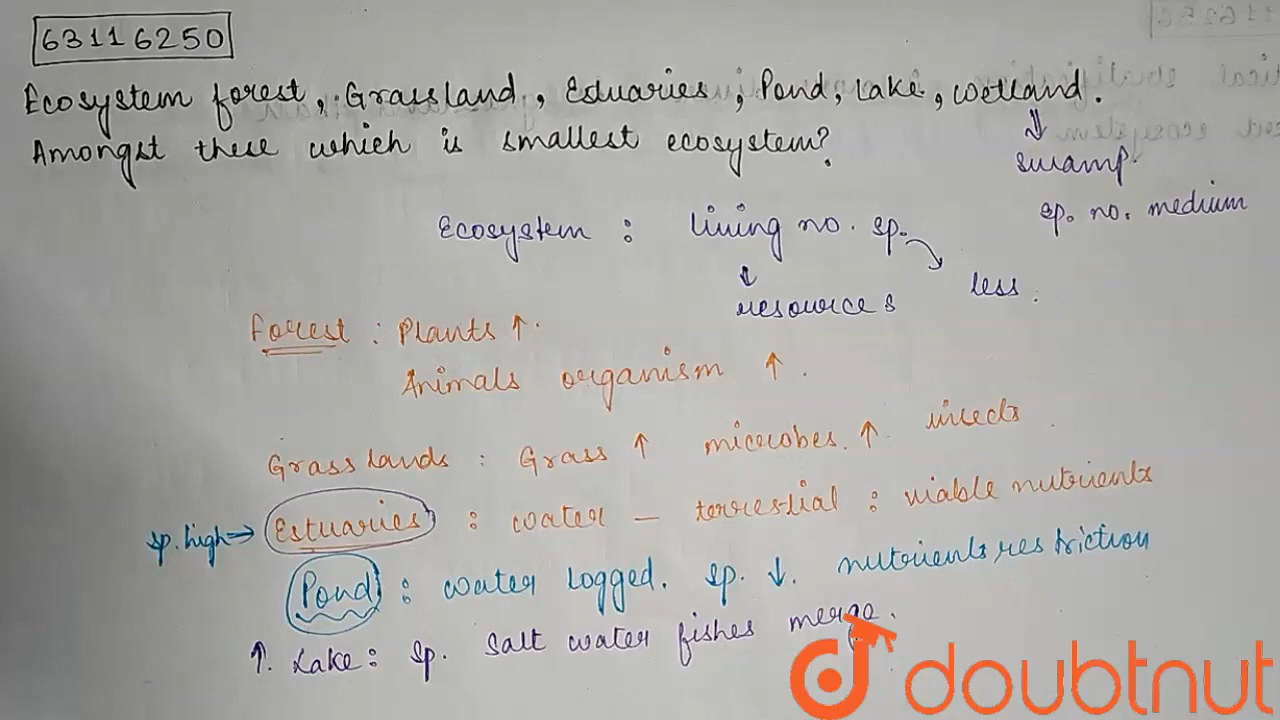 63116250
Ecosystem forest, Grassland, Estuaries, Pond, Lake, wetland.
Amongst these which is smallest ecosystem?
swamp.
sp. no. medium
Ecosystem : living no. sp.
resources
less.
Forest : Plants ↑.
Animals organism ↑.
Grasslands : Grass ↑ microbes ↑. insects.
sp. high → Estuaries : water – terrestial : viable nutrients
Pond : water logged. sp. ↓. nutrients, restriction
↑. Lake : sp. salt water fishes merge.
doubtnut